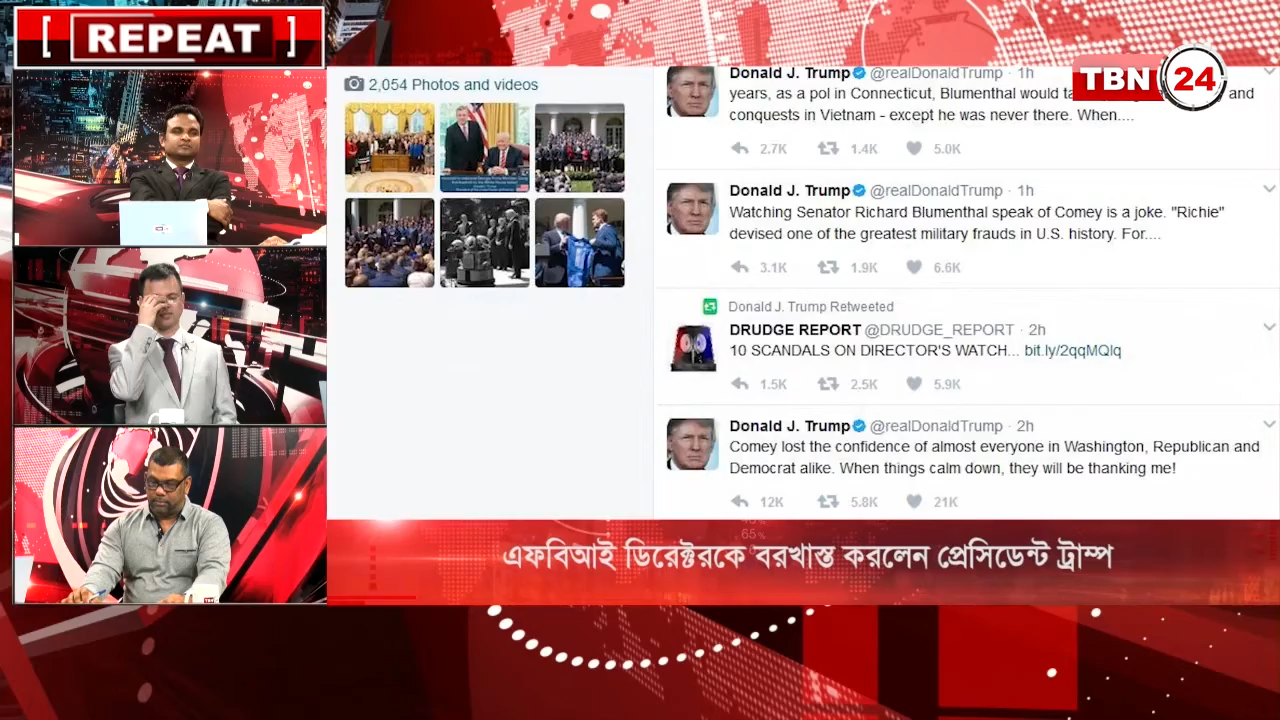 [ REPEAT ]
TBN 24
2,054 Photos and videos
Donald J. Trump @realDonaldTrump · 1h
years, as a pol in Connecticut, Blumenthal would and
conquests in Vietnam - except he was never there. When....
2.7K 1.4K 5.0K
Donald J. Trump @realDonaldTrump · 1h
Watching Senator Richard Blumenthal speak of Comey is a joke. "Richie"
devised one of the greatest military frauds in U.S. history. For....
3.1K 1.9K 6.6K
Donald J. Trump Retweeted
DRUDGE REPORT @DRUDGE_REPORT · 2h
10 SCANDALS ON DIRECTOR'S WATCH... bit.ly/2qqMQlq
1.5K 2.5K 5.9K
Donald J. Trump @realDonaldTrump · 2h
Comey lost the confidence of almost everyone in Washington, Republican and
Democrat alike. When things calm down, they will be thanking me!
12K 5.8K 21K
65%
এফবিআই ডিরেক্টরকে বরখাস্ত করলেন প্রেসিডেন্ট ট্রাম্প